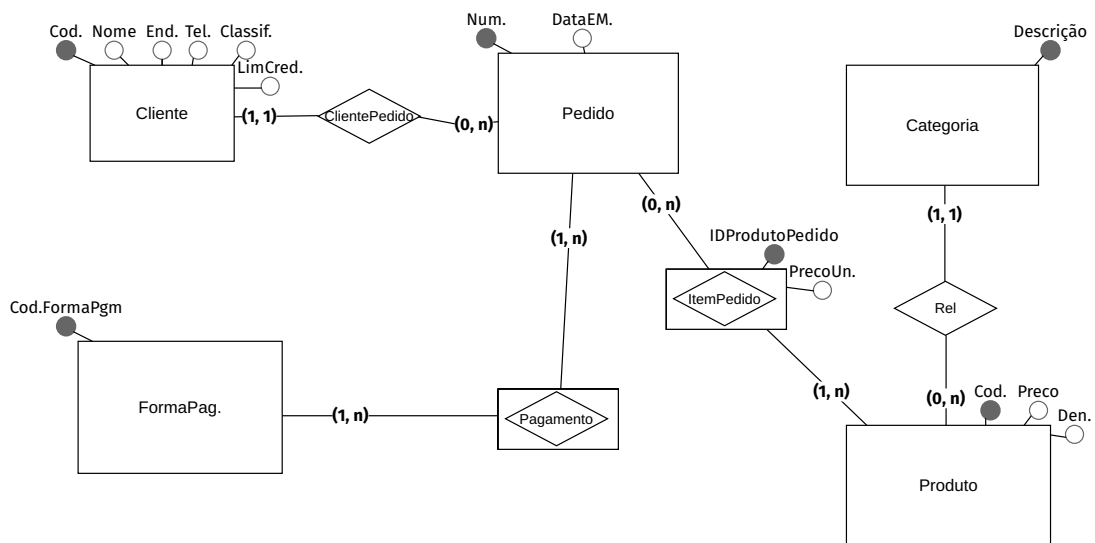 Cod. Nome End. Tel. Classif.
LimCred.
Cliente
(1, 1)
ClientePedido
(0, n)
Num.
DataEM.
Pedido
Descrição
Categoria
(1, 1)
(0, n)
(1, n)
IDProdutoPedido
PrecoUn.
ItemPedido
Rel
Cod.FormaPgm
FormaPag.
(1, n)
Pagamento
(1, n)
(0, n)
Cod. Preco
Den.
Produto